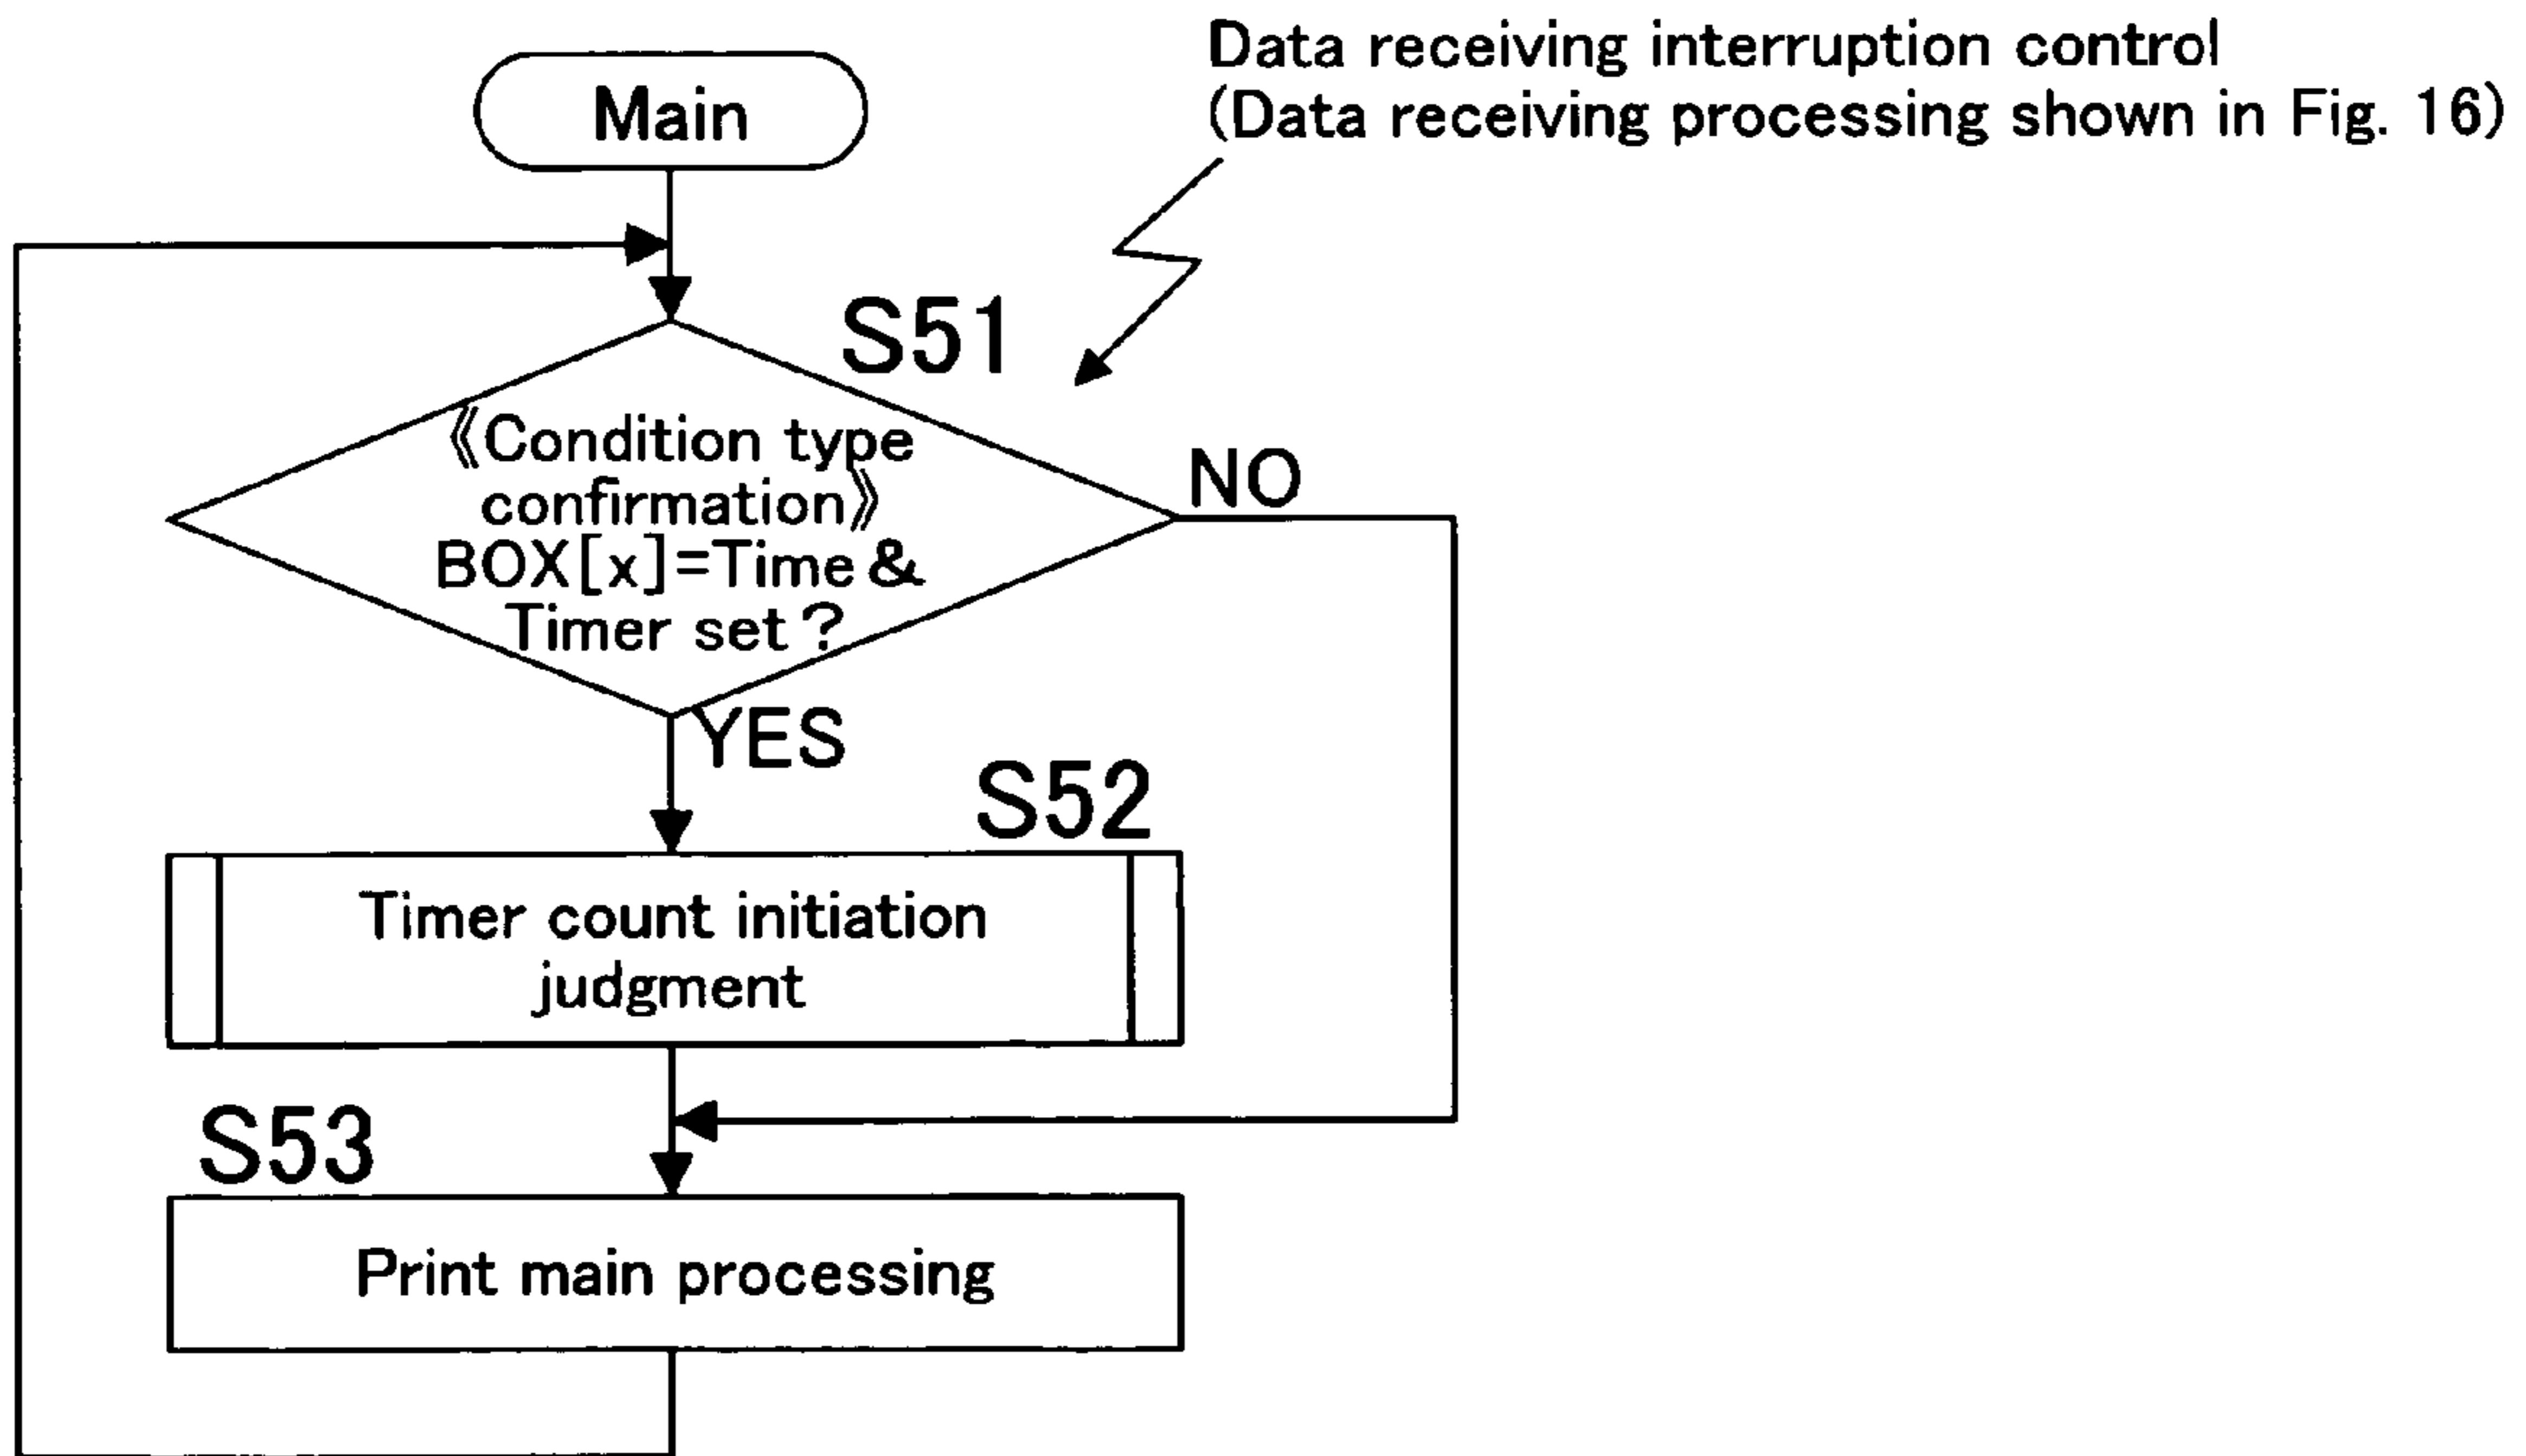 Data receiving interruption control
(Data receiving processing shown in Fig. 16)
Main
S51
《Condition type
confirmation》
BOX[x]=Time &
Timer set ?
NO
YES
S52
Timer count initiation
judgment
S53
Print main processing